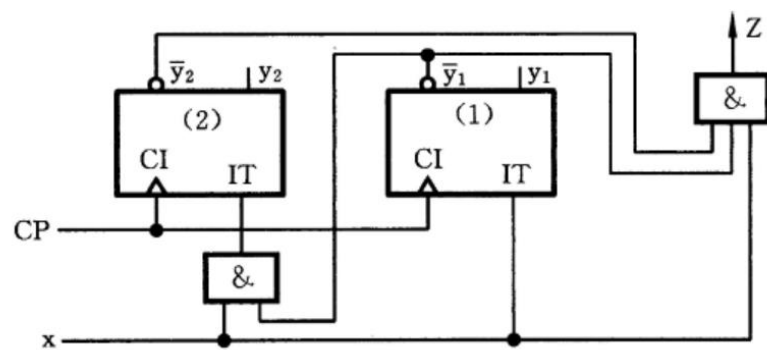 ȳ₂ y₂ ȳ₁ y₁ Z
(2) (1) &
CI IT CI IT
CP
&
x